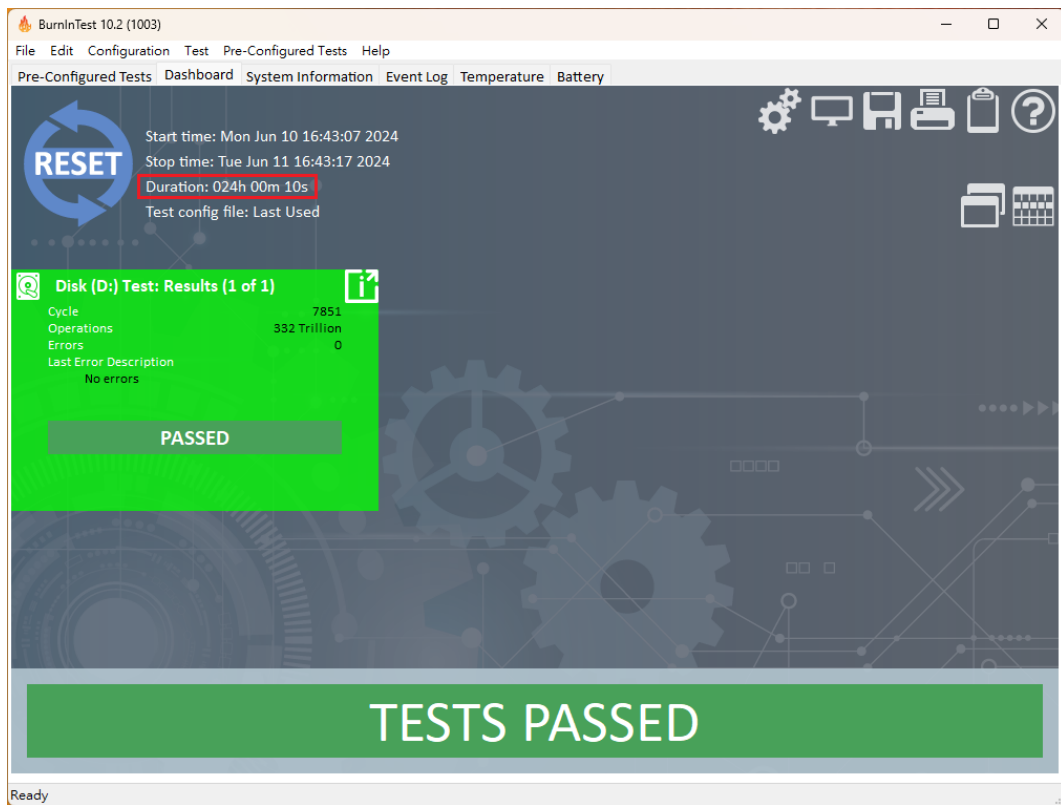 BurnInTest 10.2 (1003)
File Edit Configuration Test Pre-Configured Tests Help
Pre-Configured Tests Dashboard System Information Event Log Temperature Battery
RESET
Start time: Mon Jun 10 16:43:07 2024
Stop time: Tue Jun 11 16:43:17 2024
Duration: 024h 00m 10s
Test config file: Last Used
Disk (D:) Test: Results (1 of 1)
Cycle 7851
Operations 332 Trillion
Errors 0
Last Error Description
No errors
PASSED
TESTS PASSED
Ready